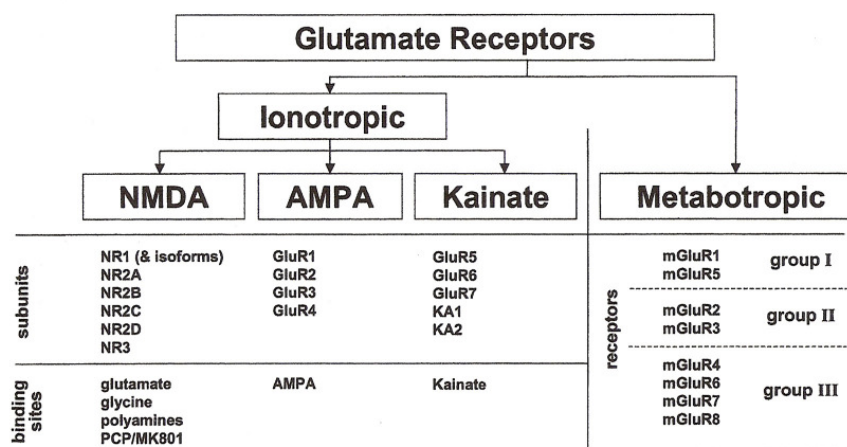 Glutamate Receptors
Ionotropic
NMDA
AMPA
Kainate
Metabotropic
subunits
NR1 (& isoforms)
NR2A
NR2B
NR2C
NR2D
NR3
GluR1
GluR2
GluR3
GluR4
GluR5
GluR6
GluR7
KA1
KA2
binding
sites
glutamate
glycine
polyamines
PCP/MK801
AMPA
Kainate
receptors
mGluR1
mGluR5
group I
mGluR2
mGluR3
group II
mGluR4
mGluR6
mGluR7
mGluR8
group III